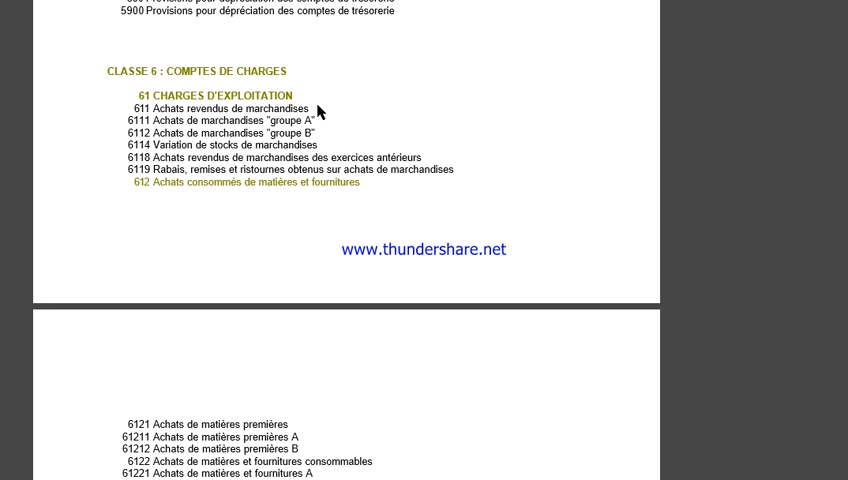 5900 Provisions pour dépréciation des comptes de trésorerie
CLASSE 6 : COMPTES DE CHARGES
61 CHARGES D'EXPLOITATION
611 Achats revendus de marchandises
6111 Achats de marchandises "groupe A"
6112 Achats de marchandises "groupe B"
6114 Variation de stocks de marchandises
6118 Achats revendus de marchandises des exercices antérieurs
6119 Rabais, remises et ristournes obtenus sur achats de marchandises
612 Achats consommés de matières et fournitures
www.thundershare.net
6121 Achats de matières premières
61211 Achats de matières premières A
61212 Achats de matières premières B
6122 Achats de matières et fournitures consommables
61221 Achats de matières et fournitures A